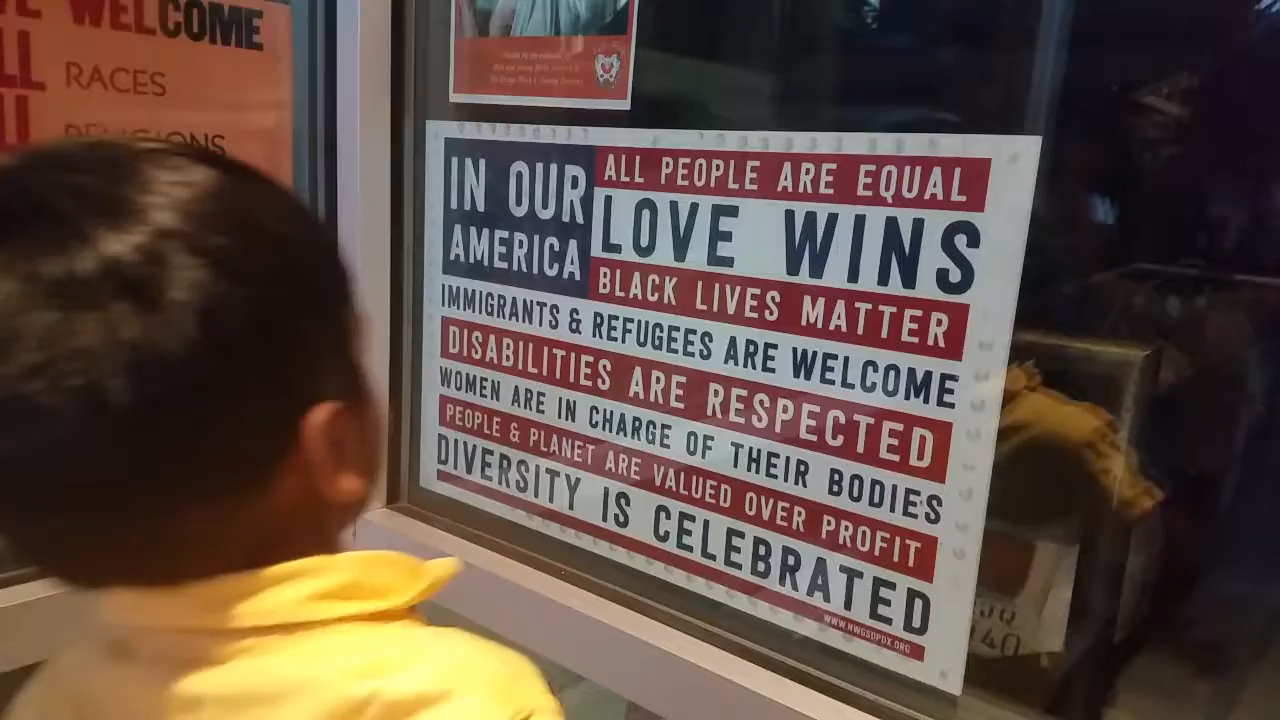 WELCOME
RACES
RELIGIONS
IN OUR
AMERICA
ALL PEOPLE ARE EQUAL
LOVE WINS
BLACK LIVES MATTER
IMMIGRANTS & REFUGEES ARE WELCOME
DISABILITIES ARE RESPECTED
WOMEN ARE IN CHARGE OF THEIR BODIES
PEOPLE & PLANET ARE VALUED OVER PROFIT
DIVERSITY IS CELEBRATED
WWW.NWGSDPDX.ORG